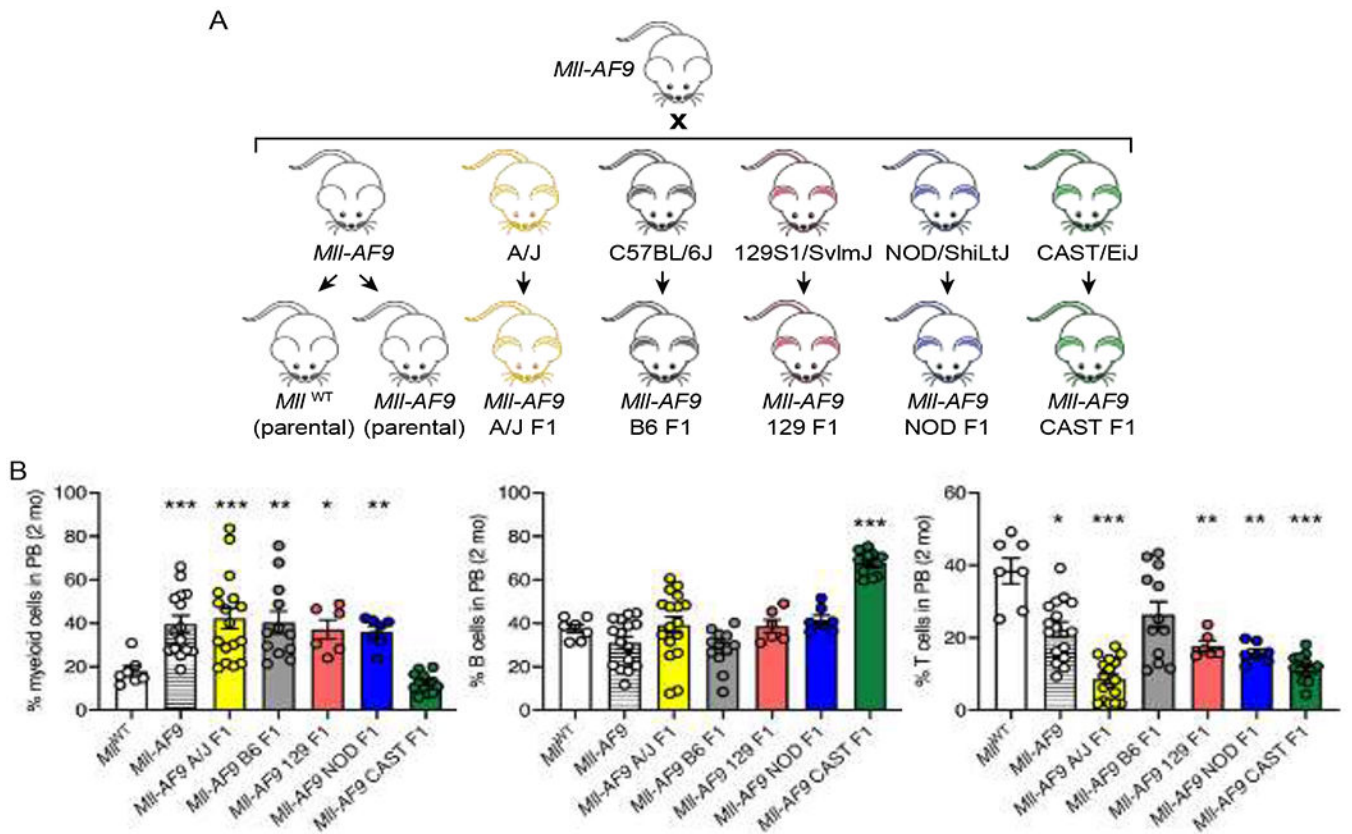 A
Mll-AF9
x
Mll-AF9 A/J C57BL/6J 129S1/SvImJ NOD/ShiLtJ CAST/EiJ
Mll WT Mll-AF9 Mll-AF9 Mll-AF9 Mll-AF9 Mll-AF9 Mll-AF9
(parental) (parental) A/J F1 B6 F1 129 F1 NOD F1 CAST F1
B
% myeloid cells in PB (2 mo)
100
80
60
40
20
0
*** *** ** * **
MllWT
Mll-AF9
Mll-AF9 A/J F1
Mll-AF9 B6 F1
Mll-AF9 129 F1
Mll-AF9 NOD F1
Mll-AF9 CAST F1
% B cells in PB (2 mo)
100
80
60
40
20
0
***
MllWT
Mll-AF9
Mll-AF9 A/J F1
Mll-AF9 B6 F1
Mll-AF9 129 F1
Mll-AF9 NOD F1
Mll-AF9 CAST F1
% T cells in PB (2 mo)
60
40
20
0
* *** ** ** ***
MllWT
Mll-AF9
Mll-AF9 A/J F1
Mll-AF9 B6 F1
Mll-AF9 129 F1
Mll-AF9 NOD F1
Mll-AF9 CAST F1